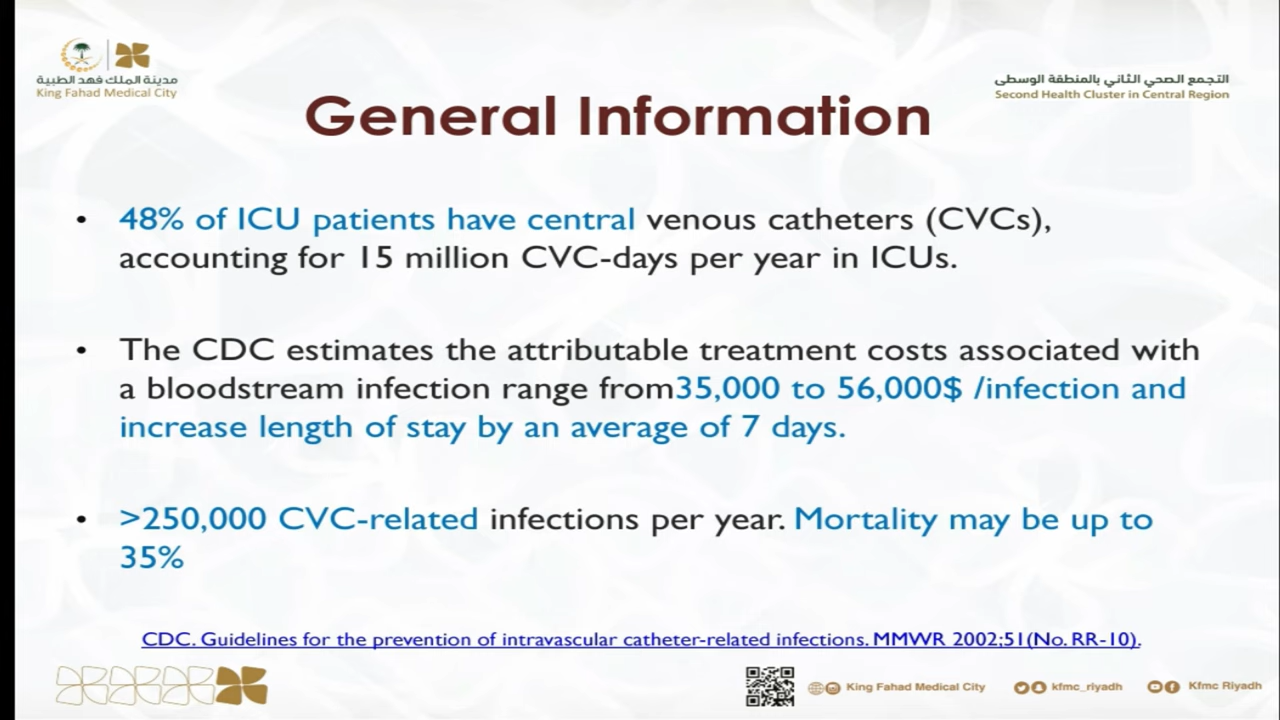 مدينة الملك فهد الطبية
King Fahad Medical City
التجمع الصحي الثاني بالمنطقة الوسطى
Second Health Cluster in Central Region
General Information
• 48% of ICU patients have central venous catheters (CVCs),
accounting for 15 million CVC-days per year in ICUs.
• The CDC estimates the attributable treatment costs associated with
a bloodstream infection range from35,000 to 56,000$ /infection and
increase length of stay by an average of 7 days.
• >250,000 CVC-related infections per year. Mortality may be up to
35%
CDC. Guidelines for the prevention of intravascular catheter-related infections. MMWR 2002;51(No. RR-10).
King Fahad Medical City
kfmc_riyadh
Kfmc Riyadh